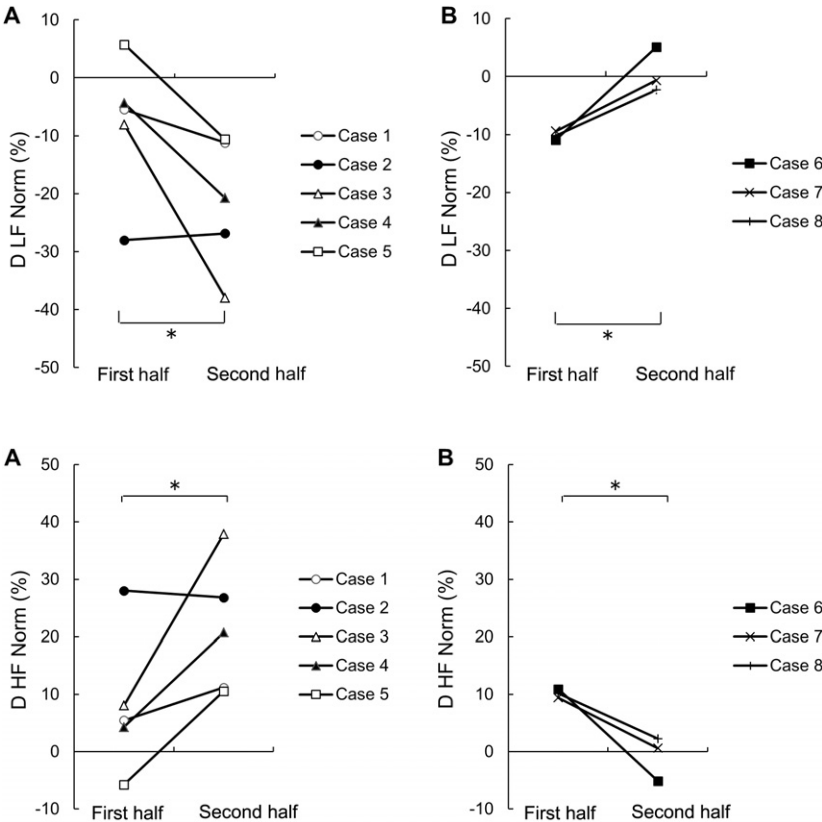 A
10
0
-10
-20
-30
-40
-50
D LF Norm (%)
Case 1
Case 2
Case 3
Case 4
Case 5
*
First half Second half
B
10
0
-10
-20
-30
-40
-50
D LF Norm (%)
Case 6
Case 7
Case 8
*
First half Second half
A
50
40
30
20
10
0
-10
D HF Norm (%)
*
Case 1
Case 2
Case 3
Case 4
Case 5
First half Second half
B
50
40
30
20
10
0
-10
D HF Norm (%)
*
Case 6
Case 7
Case 8
First half Second half